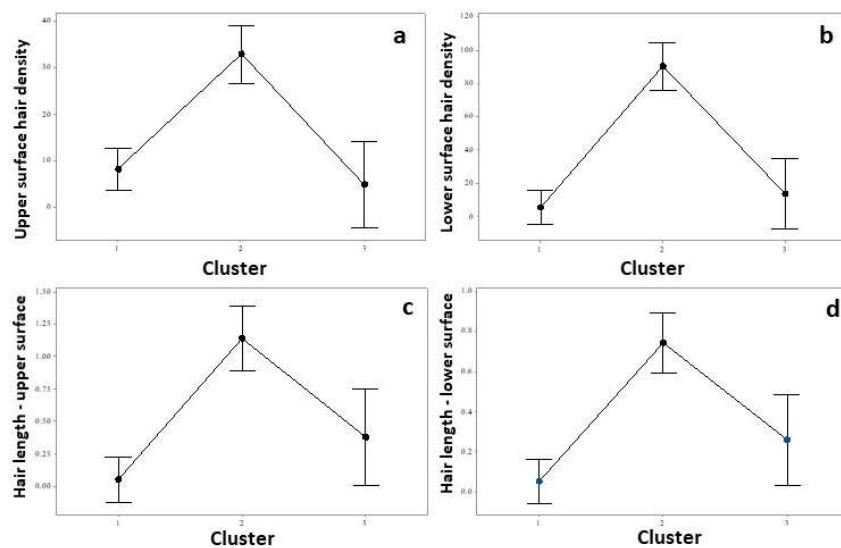 a
Upper surface hair density
40
30
20
10
0
1 2 3
Cluster
b
Lower surface hair density
120
100
80
60
40
20
0
1 2 3
Cluster
c
Hair length - upper surface
1.50
1.25
1.00
0.75
0.50
0.25
0.00
1 2 3
Cluster
d
Hair length - lower surface
1.0
0.8
0.6
0.4
0.2
0.0
1 2 3
Cluster